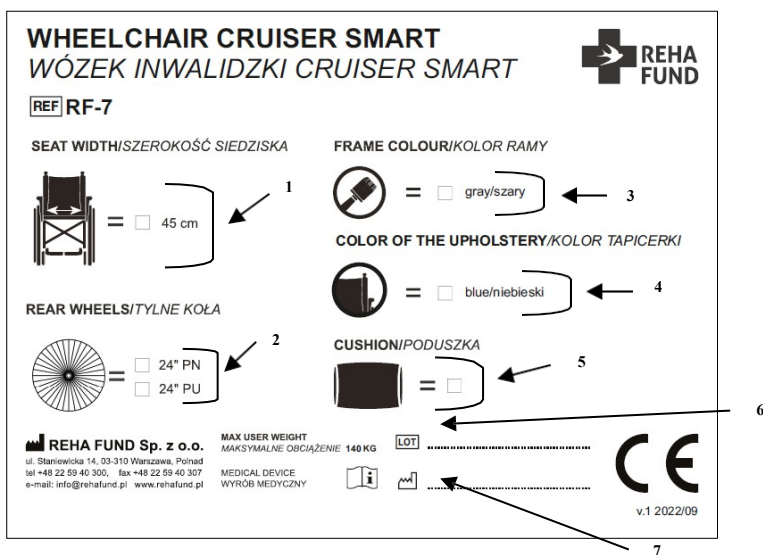 WHEELCHAIR CRUISER SMART
WÓZEK INWALIDZKI CRUISER SMART
REHA
FUND
REF RF-7
SEAT WIDTH/SZEROKOŚĆ SIEDZISKA
= 45 cm
1
REAR WHEELS/TYLNE KOŁA
= 24" PN
24" PU
2
FRAME COLOUR/KOLOR RAMY
= gray/szary
3
COLOR OF THE UPHOLSTERY/KOLOR TAPICERKI
= blue/niebieski
4
CUSHION/PODUSZKA
=
5
6
REHA FUND Sp. z o.o.
ul. Staniewicka 14, 03-310 Warszawa, Polnad
tel +48 22 59 40 300, fax +48 22 59 40 307
e-mail: info@rehafund.pl www.rehafund.pl
MAX USER WEIGHT
MAKSYMALNE OBCIĄŻENIE 140 KG
MEDICAL DEVICE
WYRÓB MEDYCZNY
i
LOT
CE
v.1 2022/09
7